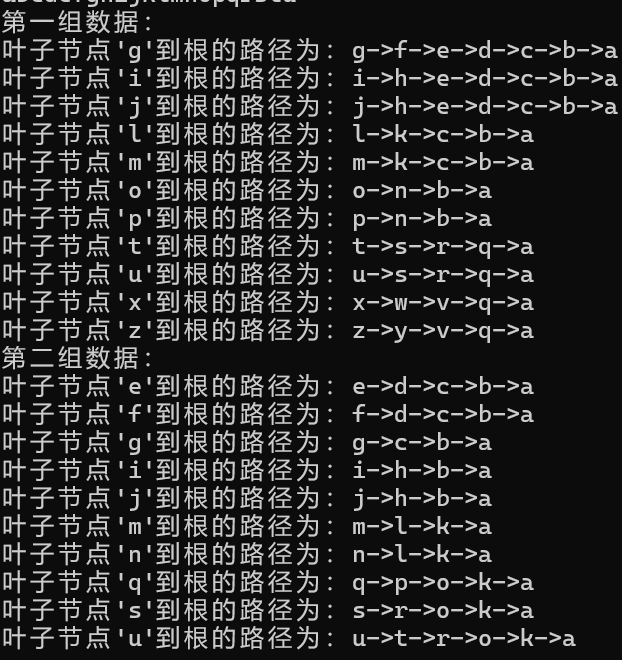 第一组数据：
叶子节点'g'到根的路径为：g->f->e->d->c->b->a
叶子节点'i'到根的路径为：i->h->e->d->c->b->a
叶子节点'j'到根的路径为：j->h->e->d->c->b->a
叶子节点'l'到根的路径为：l->k->c->b->a
叶子节点'm'到根的路径为：m->k->c->b->a
叶子节点'o'到根的路径为：o->n->b->a
叶子节点'p'到根的路径为：p->n->b->a
叶子节点't'到根的路径为：t->s->r->q->a
叶子节点'u'到根的路径为：u->s->r->q->a
叶子节点'x'到根的路径为：x->w->v->q->a
叶子节点'z'到根的路径为：z->y->v->q->a
第二组数据：
叶子节点'e'到根的路径为：e->d->c->b->a
叶子节点'f'到根的路径为：f->d->c->b->a
叶子节点'g'到根的路径为：g->c->b->a
叶子节点'i'到根的路径为：i->h->b->a
叶子节点'j'到根的路径为：j->h->b->a
叶子节点'm'到根的路径为：m->l->k->a
叶子节点'n'到根的路径为：n->l->k->a
叶子节点'q'到根的路径为：q->p->o->k->a
叶子节点's'到根的路径为：s->r->o->k->a
叶子节点'u'到根的路径为：u->t->r->o->k->a